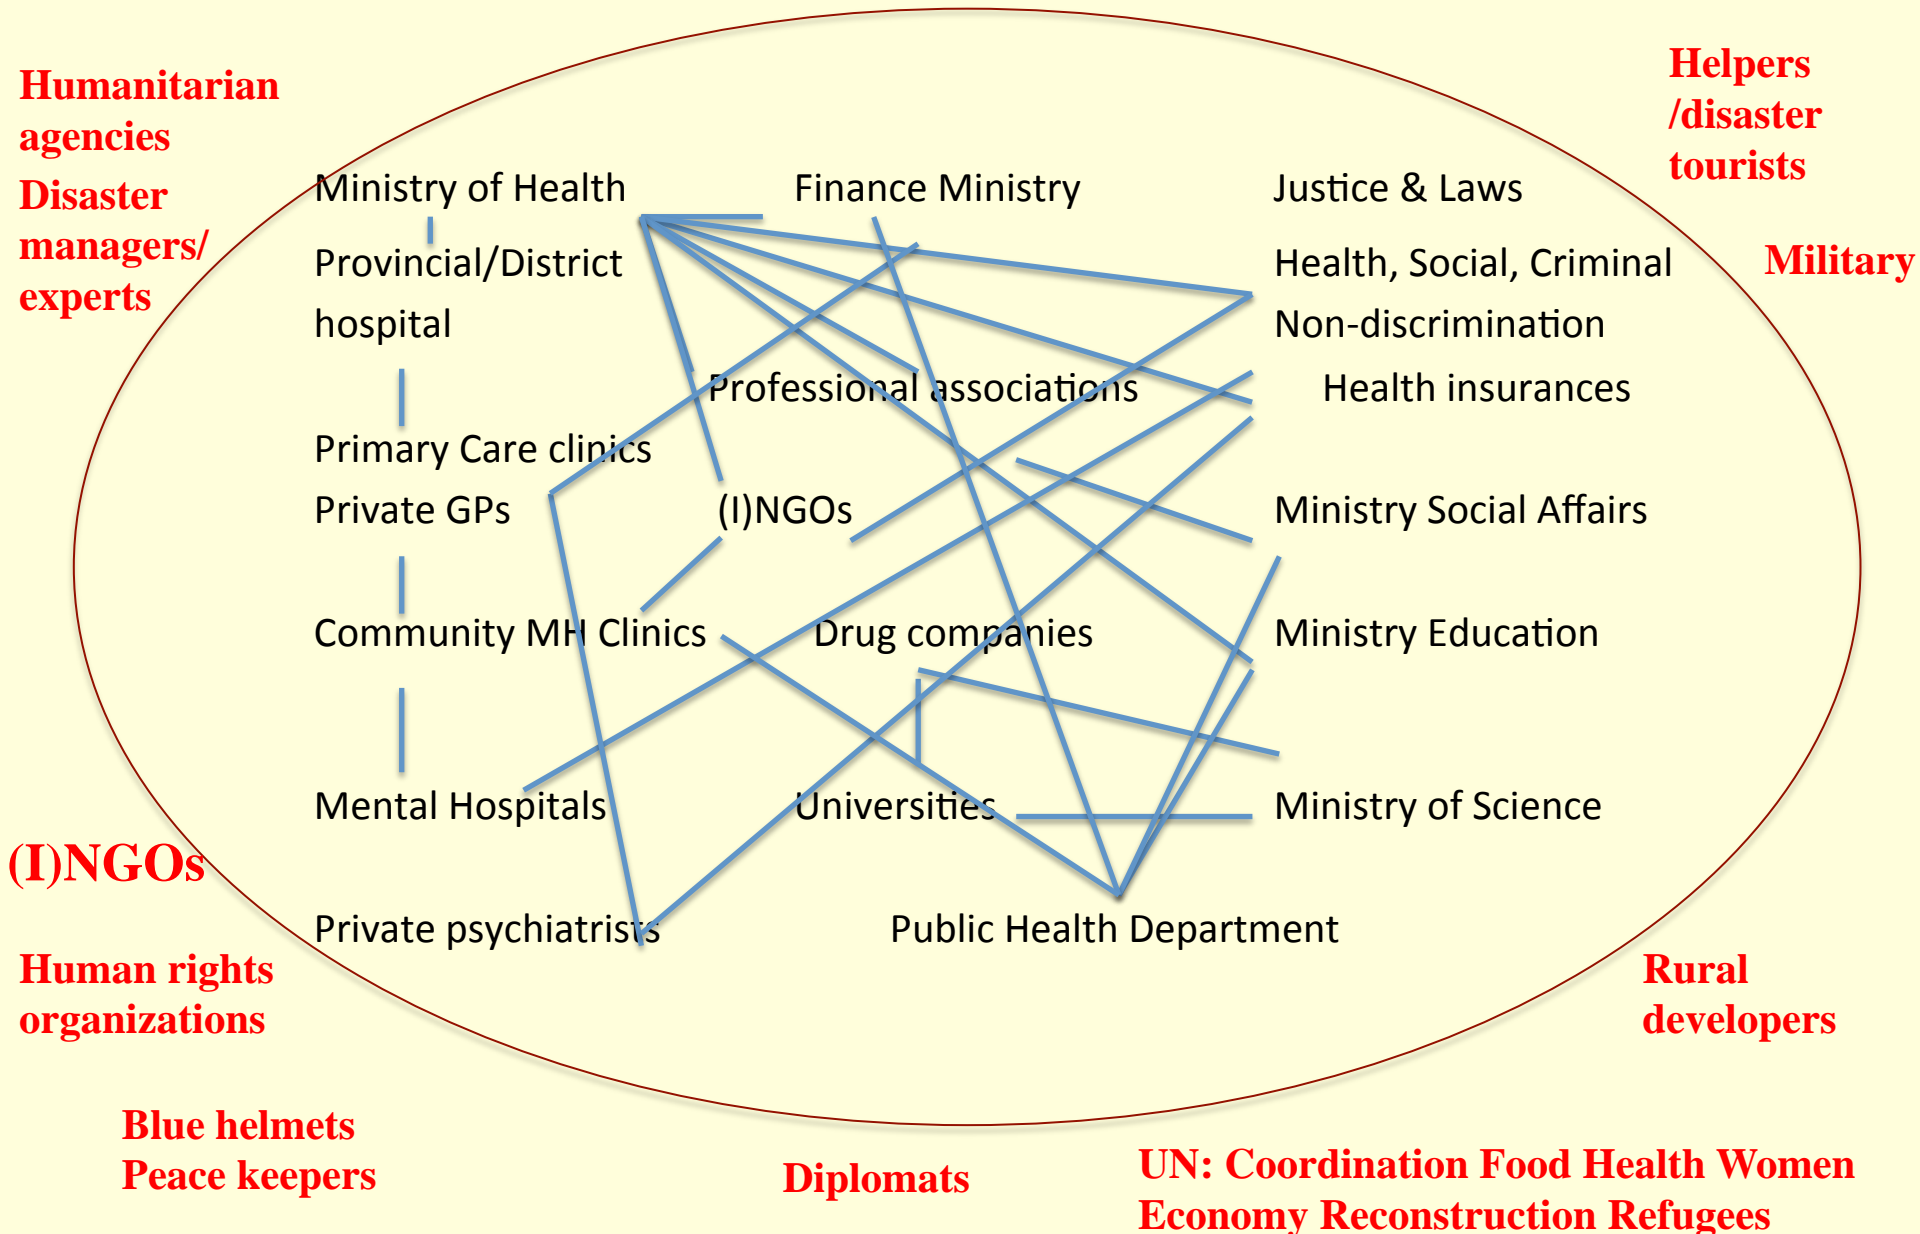 Humanitarian
agencies
Disaster
managers/
experts
Helpers
/disaster
tourists
Military
Ministry of Health
Finance Ministry
Justice & Laws
Provincial/District
hospital
Health, Social, Criminal
Non-discrimination
Professional associations
Health insurances
Primary Care clinics
Private GPs
(I)NGOs
Ministry Social Affairs
Community MH Clinics
Drug companies
Ministry Education
Mental Hospitals
Universities
Ministry of Science
(I)NGOs
Private psychiatrists
Public Health Department
Human rights
organizations
Rural
developers
Blue helmets
Peace keepers
Diplomats
UN: Coordination Food Health Women
Economy Reconstruction Refugees